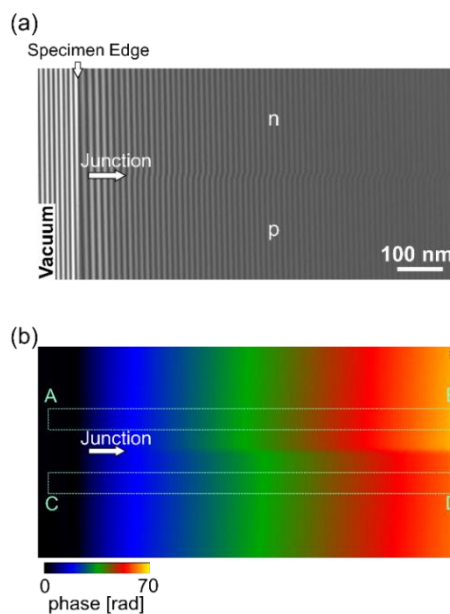 (a)
Specimen Edge
n
Junction
p
Vacuum
100 nm
(b)
A
Junction
C
0 70
phase [rad]